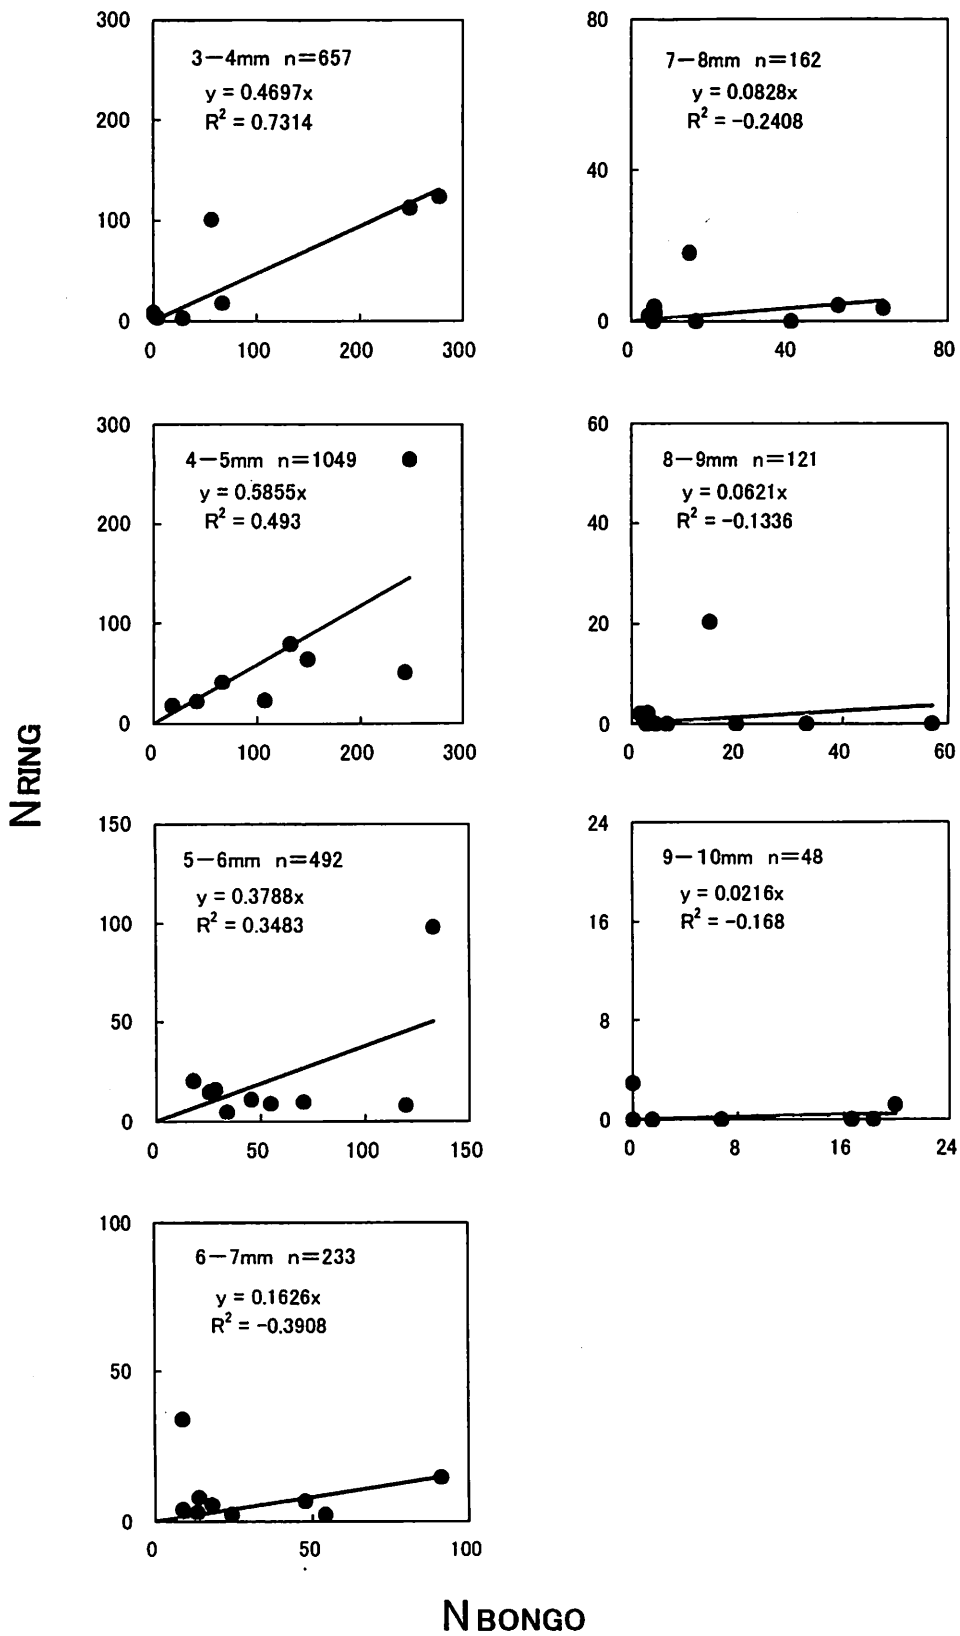 300
200
100
0
0 100 200 300
3－4mm n＝657
y = 0.4697x
R² = 0.7314
80
40
0
0 40 80
7－8mm n＝162
y = 0.0828x
R² = −0.2408
300
200
100
0
0 100 200 300
4－5mm n＝1049
y = 0.5855x
R² = 0.493
60
40
20
0
0 20 40 60
8－9mm n＝121
y = 0.0621x
R² = −0.1336
150
100
50
0
0 50 100 150
5－6mm n＝492
y = 0.3788x
R² = 0.3483
24
16
8
0
0 8 16 24
9－10mm n＝48
y = 0.0216x
R² = −0.168
100
50
0
0 50 100
6－7mm n＝233
y = 0.1626x
R² = −0.3908
NRING
NBONGO